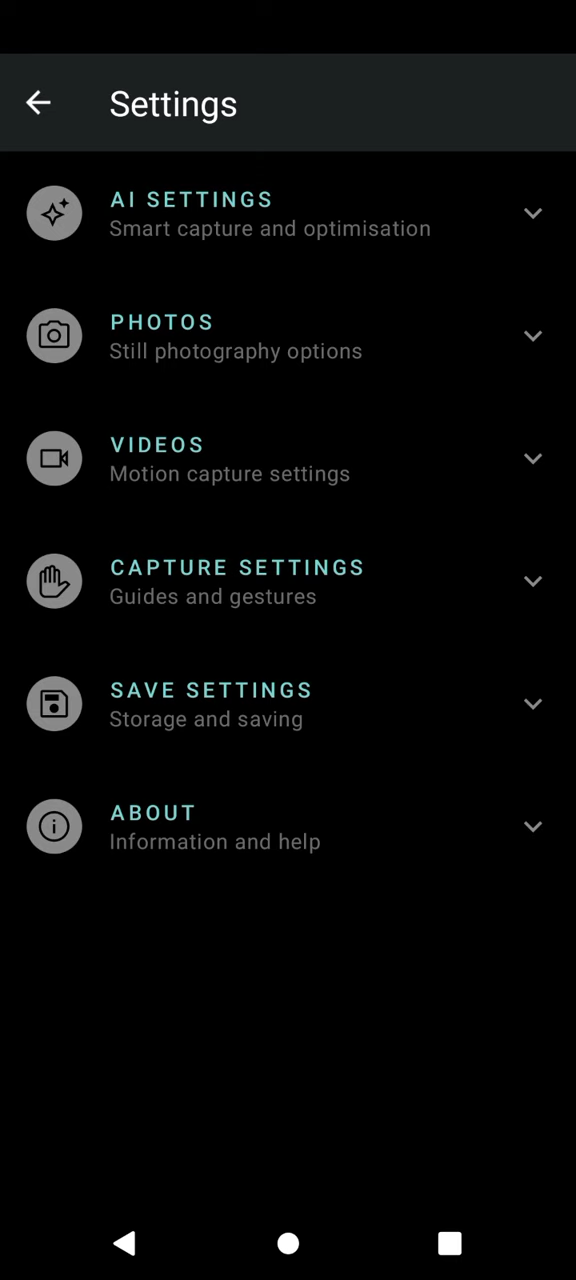 Settings
AI SETTINGS
Smart capture and optimisation
PHOTOS
Still photography options
VIDEOS
Motion capture settings
CAPTURE SETTINGS
Guides and gestures
SAVE SETTINGS
Storage and saving
ABOUT
Information and help